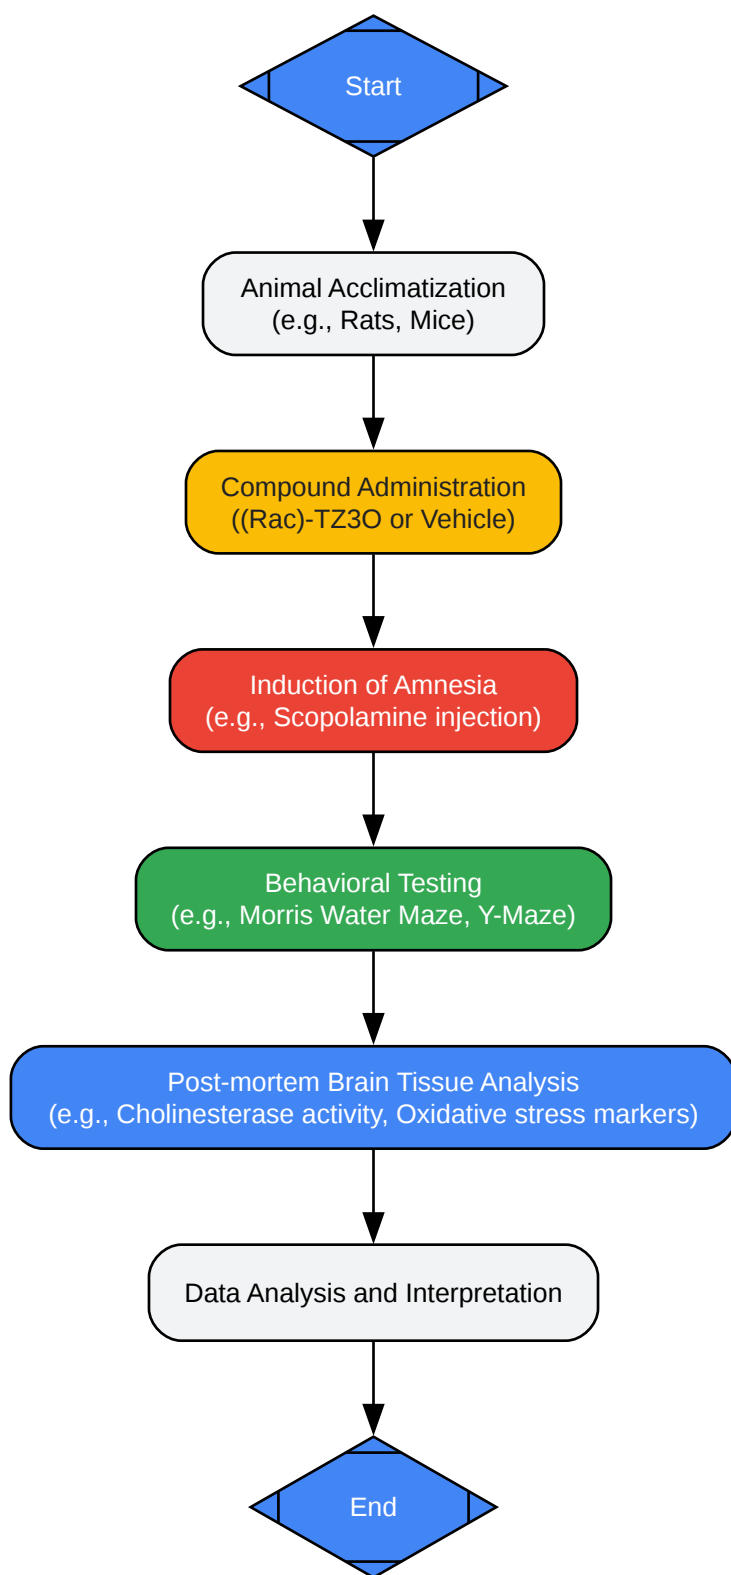 Start
Animal Acclimatization
(e.g., Rats, Mice)
Compound Administration
((Rac)-TZ3O or Vehicle)
Induction of Amnesia
(e.g., Scopolamine injection)
Behavioral Testing
(e.g., Morris Water Maze, Y-Maze)
Post-mortem Brain Tissue Analysis
(e.g., Cholinesterase activity, Oxidative stress markers)
Data Analysis and Interpretation
End